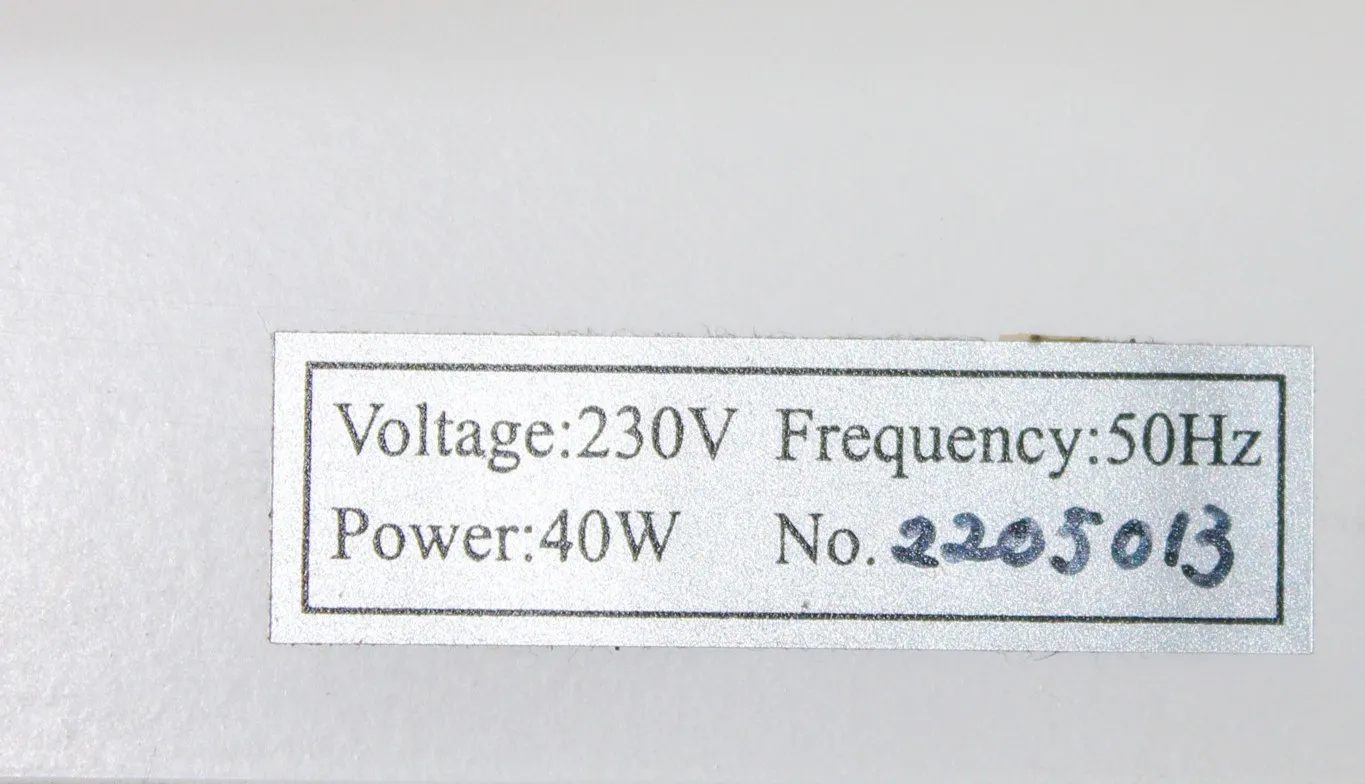 Voltage:230V Frequency:50Hz
Power:40W No.2205013